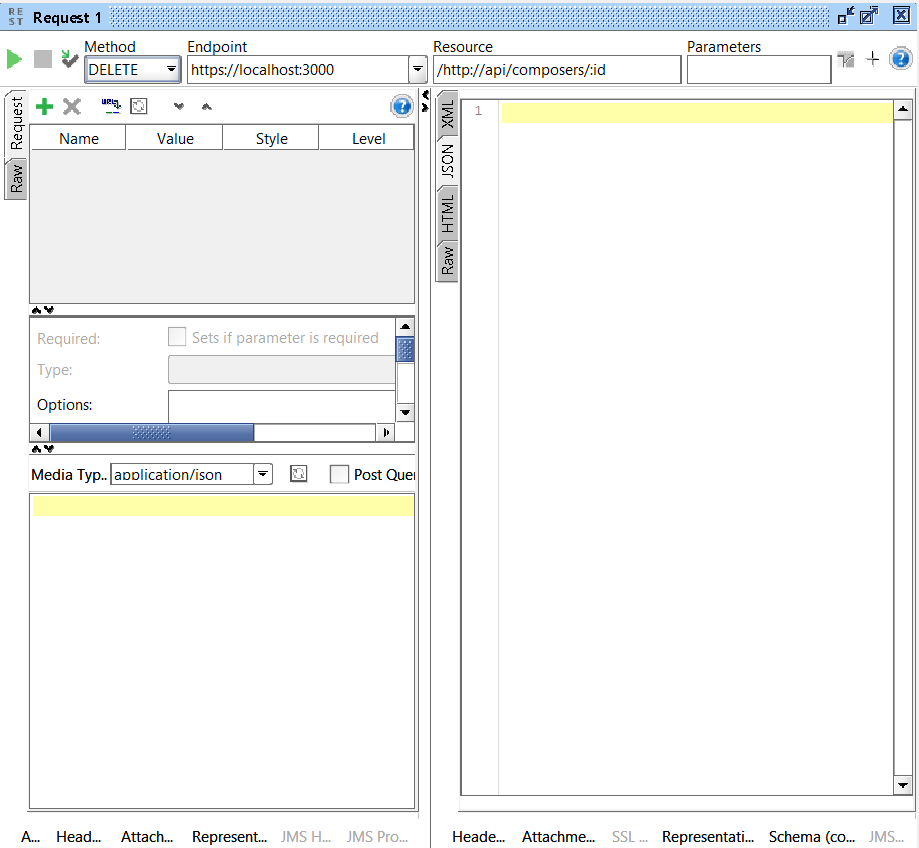 RE
ST
Request 1
Method
Endpoint
Resource
Parameters
DELETE
https://localhost:3000
/http://api/composers/:id
Request
Raw
Name Value Style Level
Required:
Sets if parameter is required
Type:
Options:
Media Typ..
application/json
Post Quer
A...
Head...
Attach...
Represent...
JMS H...
JMS Pro...
XML
JSON
HTML
Raw
1
Heade...
Attachme...
SSL ...
Representati...
Schema (co...
JMS...